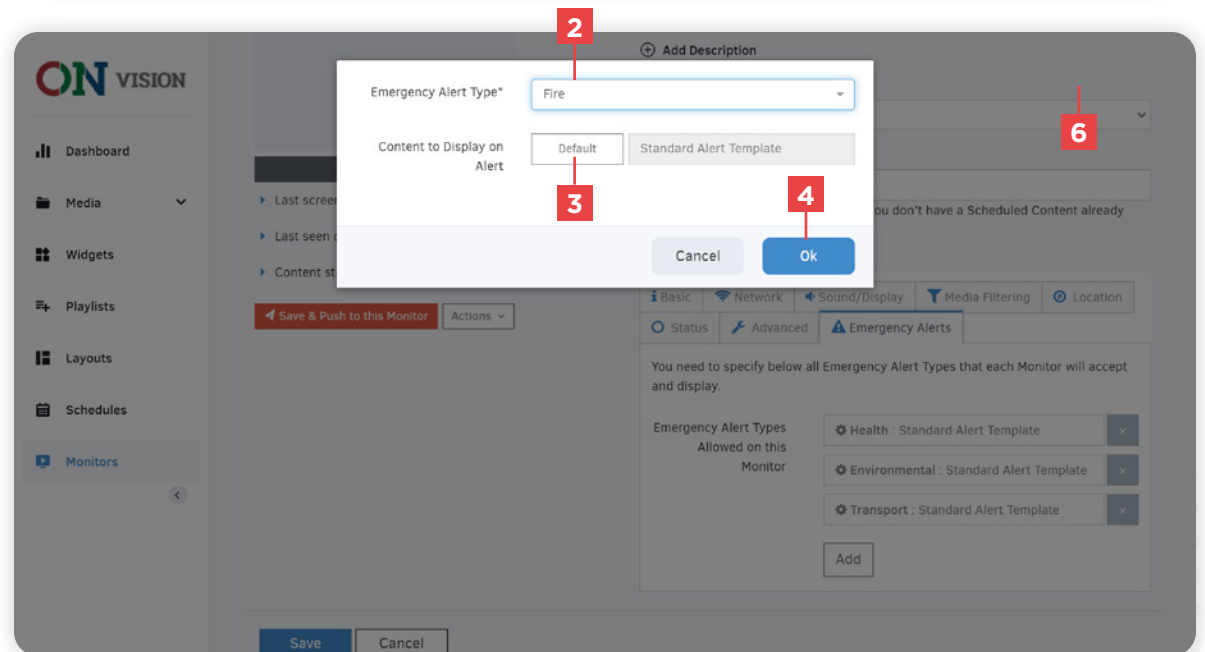 2
Add Description
ON VISION
Emergency Alert Type*
Fire
6
Dashboard
Content to Display on
Alert
Default
Standard Alert Template
3
4
Media
Last screen
ou don't have a Scheduled Content already
Last seen
Widgets
Cancel
Ok
Content st
Basic
Network
Sound/Display
Media Filtering
Location
Playlists
Save & Push to this Monitor
Actions
Status
Advanced
Emergency Alerts
Layouts
You need to specify below all Emergency Alert Types that each Monitor will accept
and display.
Schedules
Emergency Alert Types
Allowed on this
Monitor
Health : Standard Alert Template
×
Monitors
Environmental : Standard Alert Template
×
Transport : Standard Alert Template
×
Add
Save
Cancel